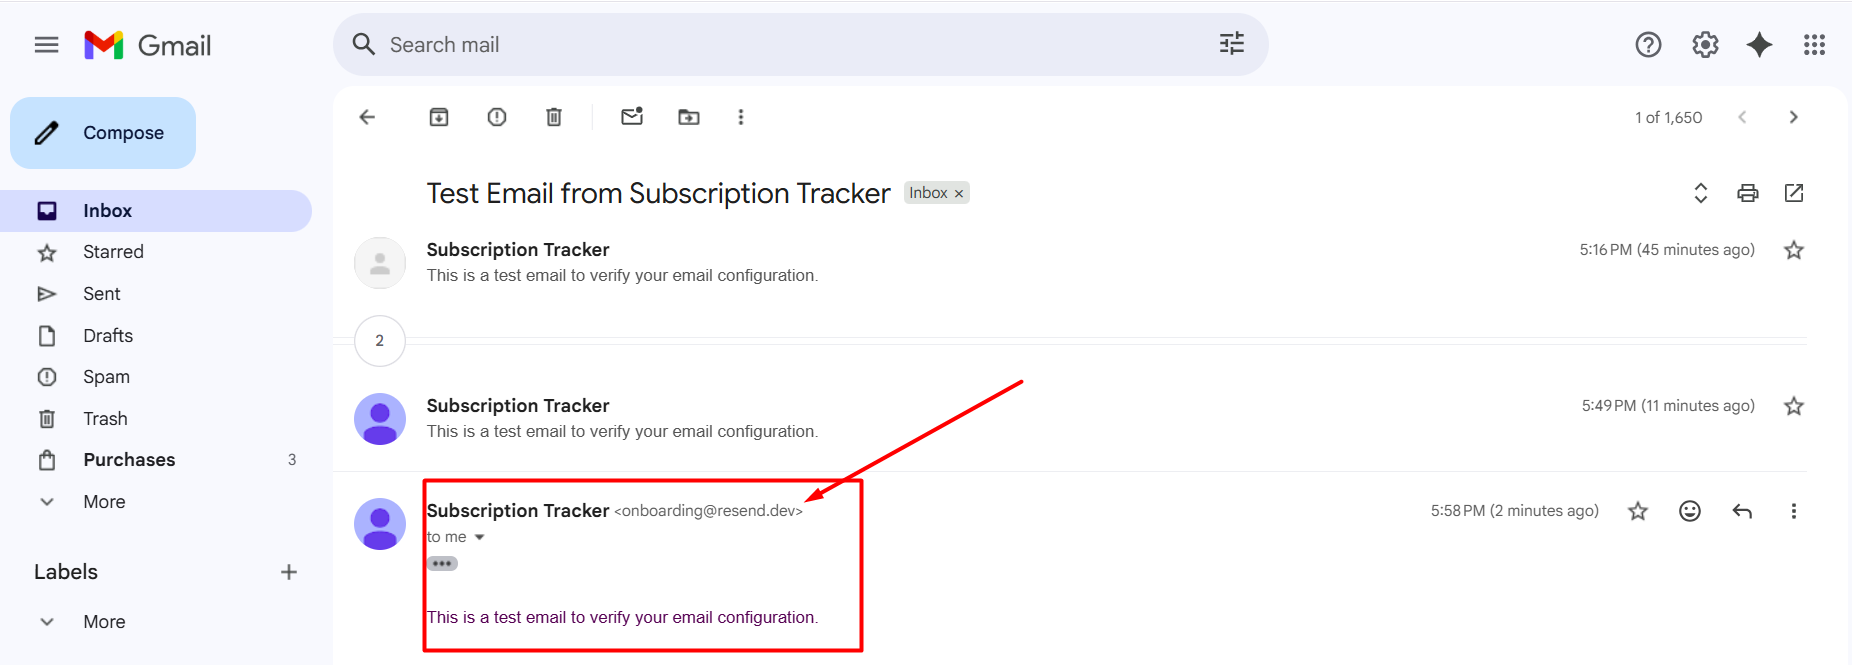 Gmail
Search mail
Compose
1 of 1,650
Inbox
Starred
Sent
Drafts
Spam
Trash
Purchases 3
More
Labels
More
Test Email from Subscription Tracker Inbox ×
Subscription Tracker 5:16 PM (45 minutes ago)
This is a test email to verify your email configuration.
2
Subscription Tracker 5:49 PM (11 minutes ago)
This is a test email to verify your email configuration.
Subscription Tracker <onboarding@resend.dev> 5:58 PM (2 minutes ago)
to me
This is a test email to verify your email configuration.